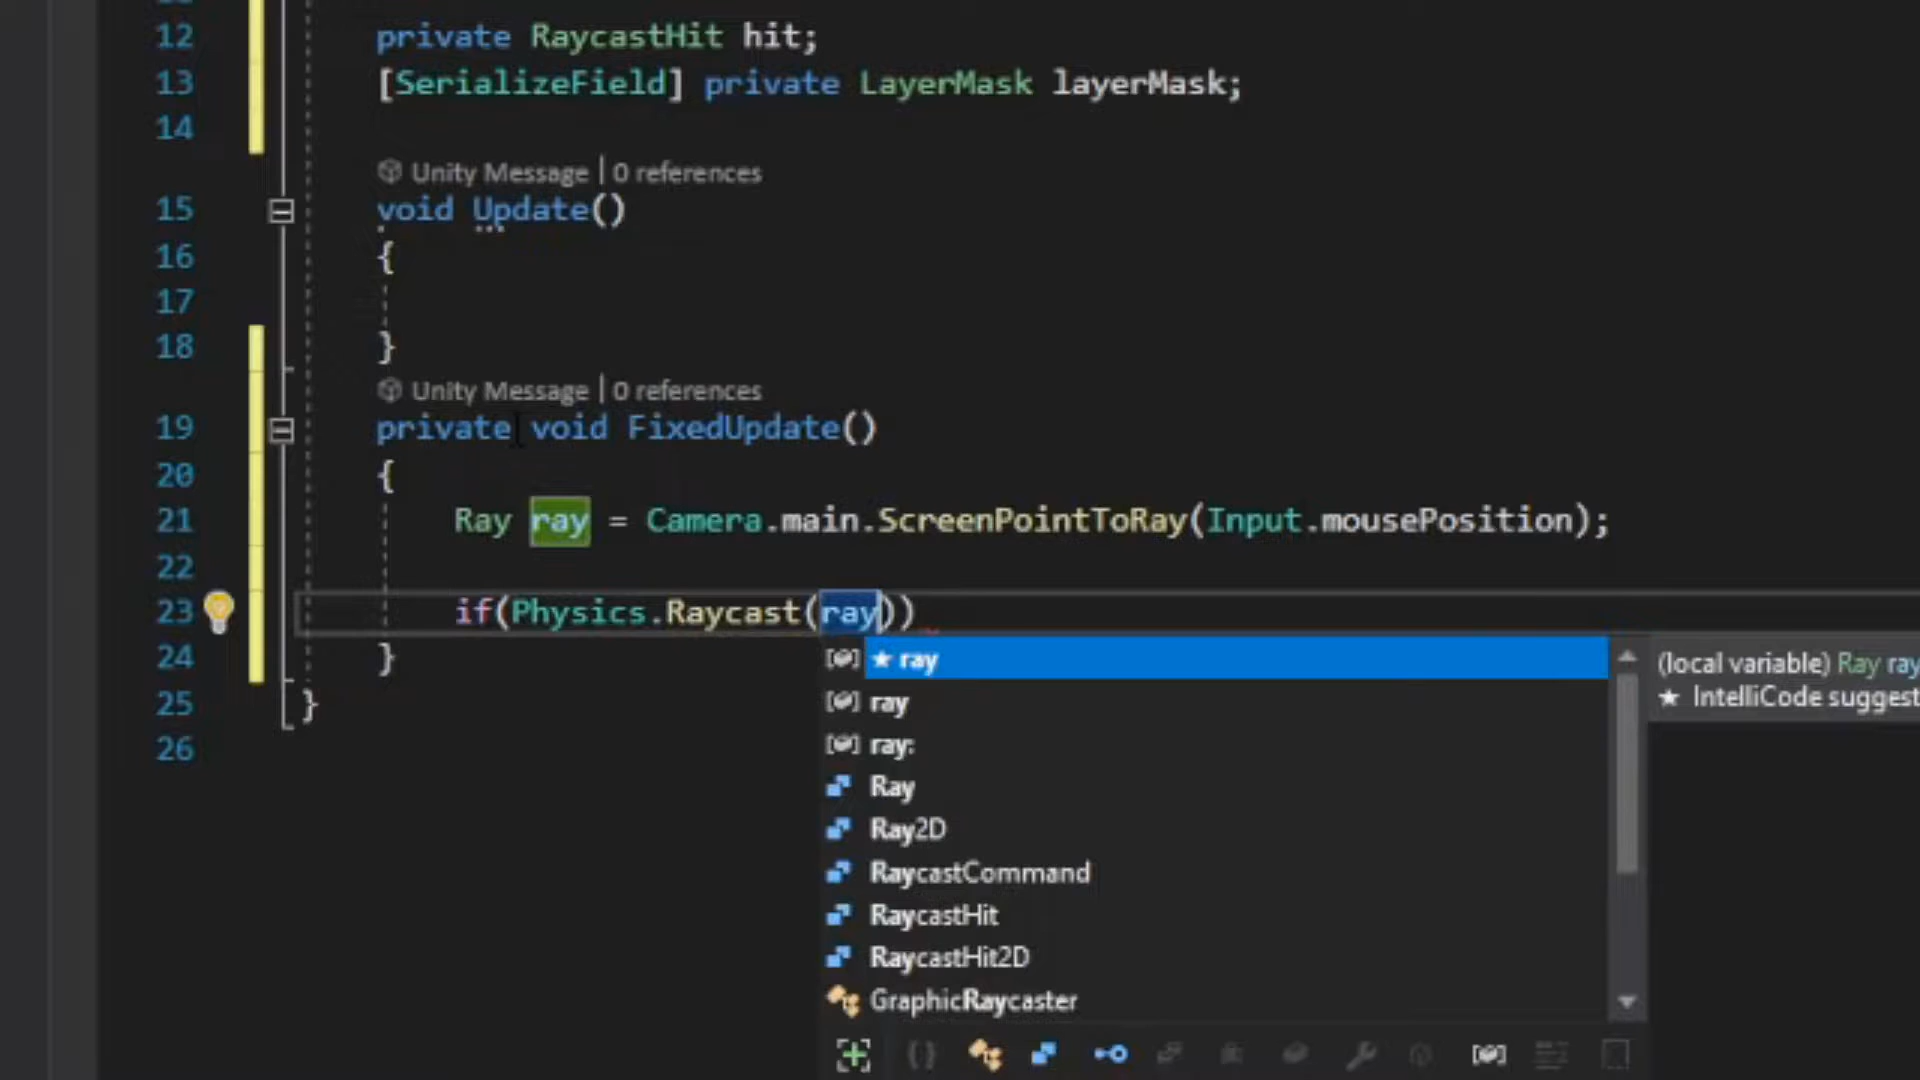 12 private RaycastHit hit;
13 [SerializeField] private LayerMask layerMask;
14
Unity Message | 0 references
15 void Update()
16 {
17
18 }
Unity Message | 0 references
19 private void FixedUpdate()
20 {
21 Ray ray = Camera.main.ScreenPointToRay(Input.mousePosition);
22
23 if(Physics.Raycast(ray))
24 }
25 }
26
★ ray
ray
ray:
Ray
Ray2D
RaycastCommand
RaycastHit
RaycastHit2D
GraphicRaycaster
(local variable) Ray ray
★ IntelliCode suggest